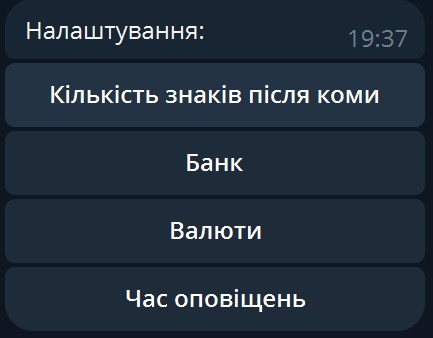 Налаштування:
19:37
Кількість знаків після коми
Банк
Валюти
Час оповіщень